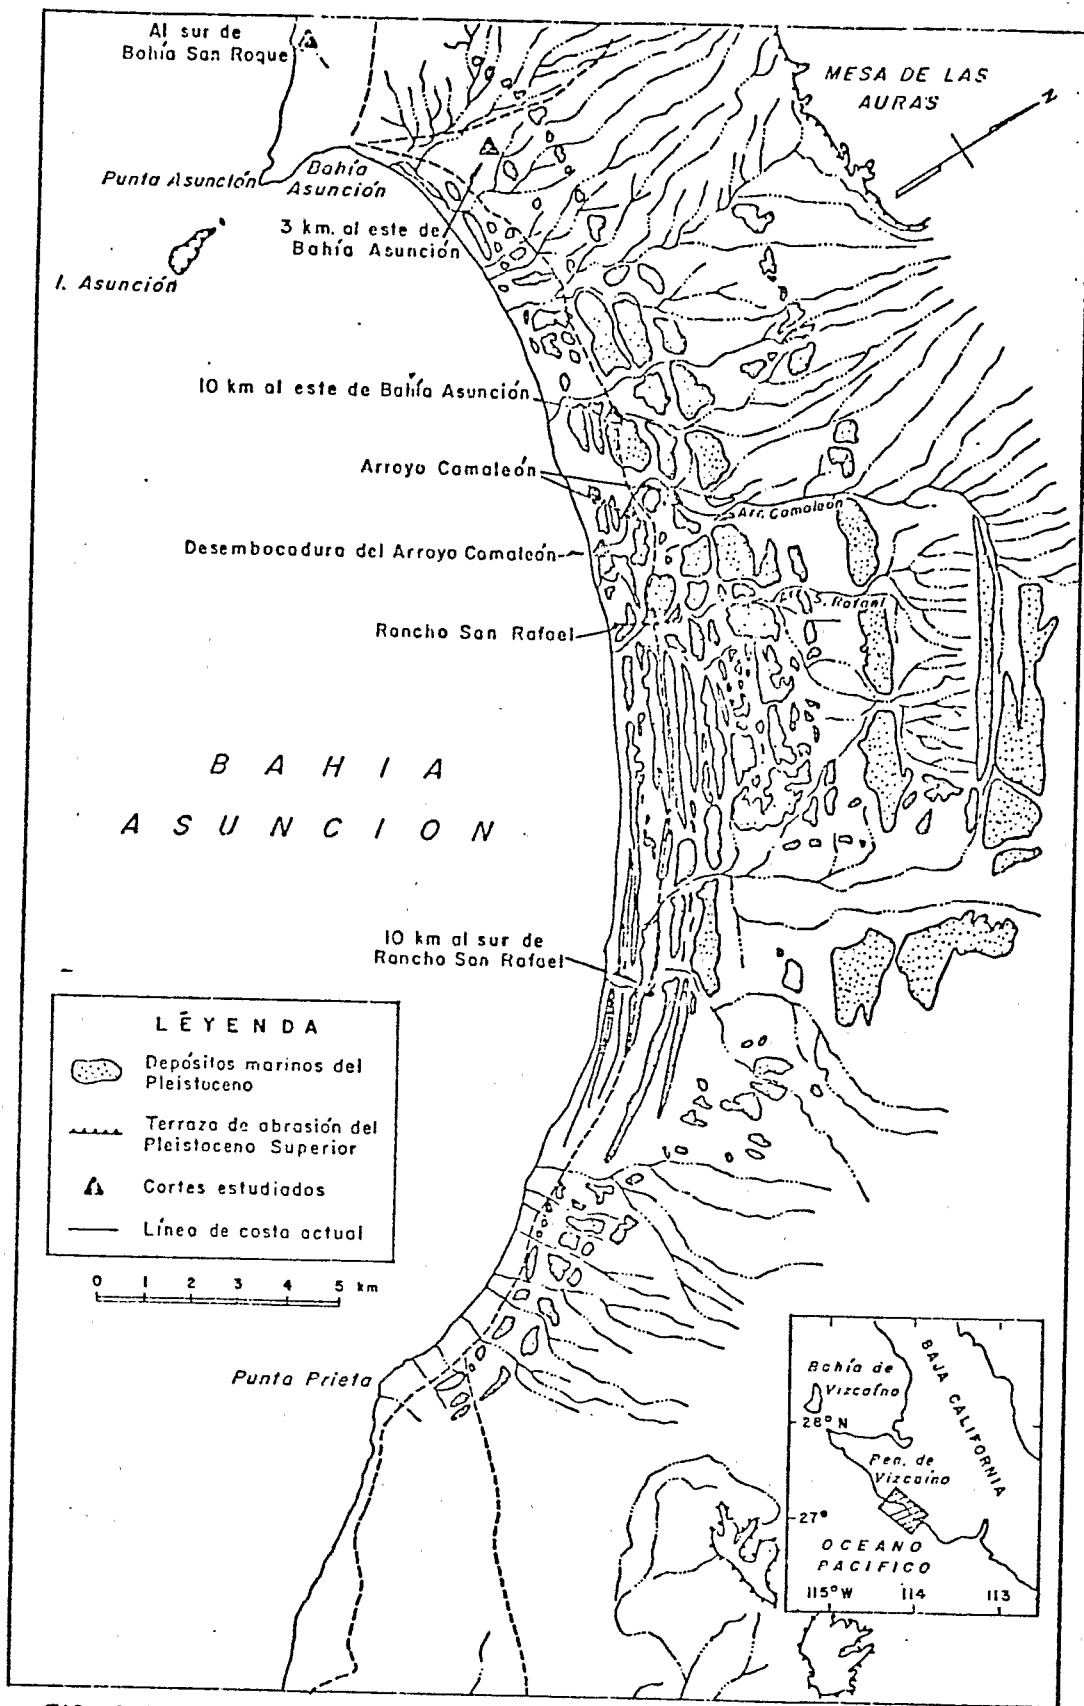 Al sur de
Bahía San Roque
MESA DE LAS
AURAS
N
Punta Asunción
Bahía
Asunción
3 km. al este de
Bahía Asunción
I. Asunción
10 km al este de Bahía Asunción
Arroyo Camaleón
Arr. Camaleón
Desembocadura del Arroyo Camaleón
S. Rafael
Rancho San Rafael
BAHIA
ASUNCION
10 km al sur de
Rancho San Rafael
LÉYENDA
Depósitos marinos del
Pleistoceno
Terraza de abrasión del
Pleistoceno Superior
Cortes estudiados
Línea de costa actual
0 1 2 3 4 5 km
Punta Prieta
Bahía de
Vizcaíno
BAJA CALIFORNIA
28° N
Pen. de
Vizcaíno
27°
OCEANO
PACIFICO
115° W 114 113